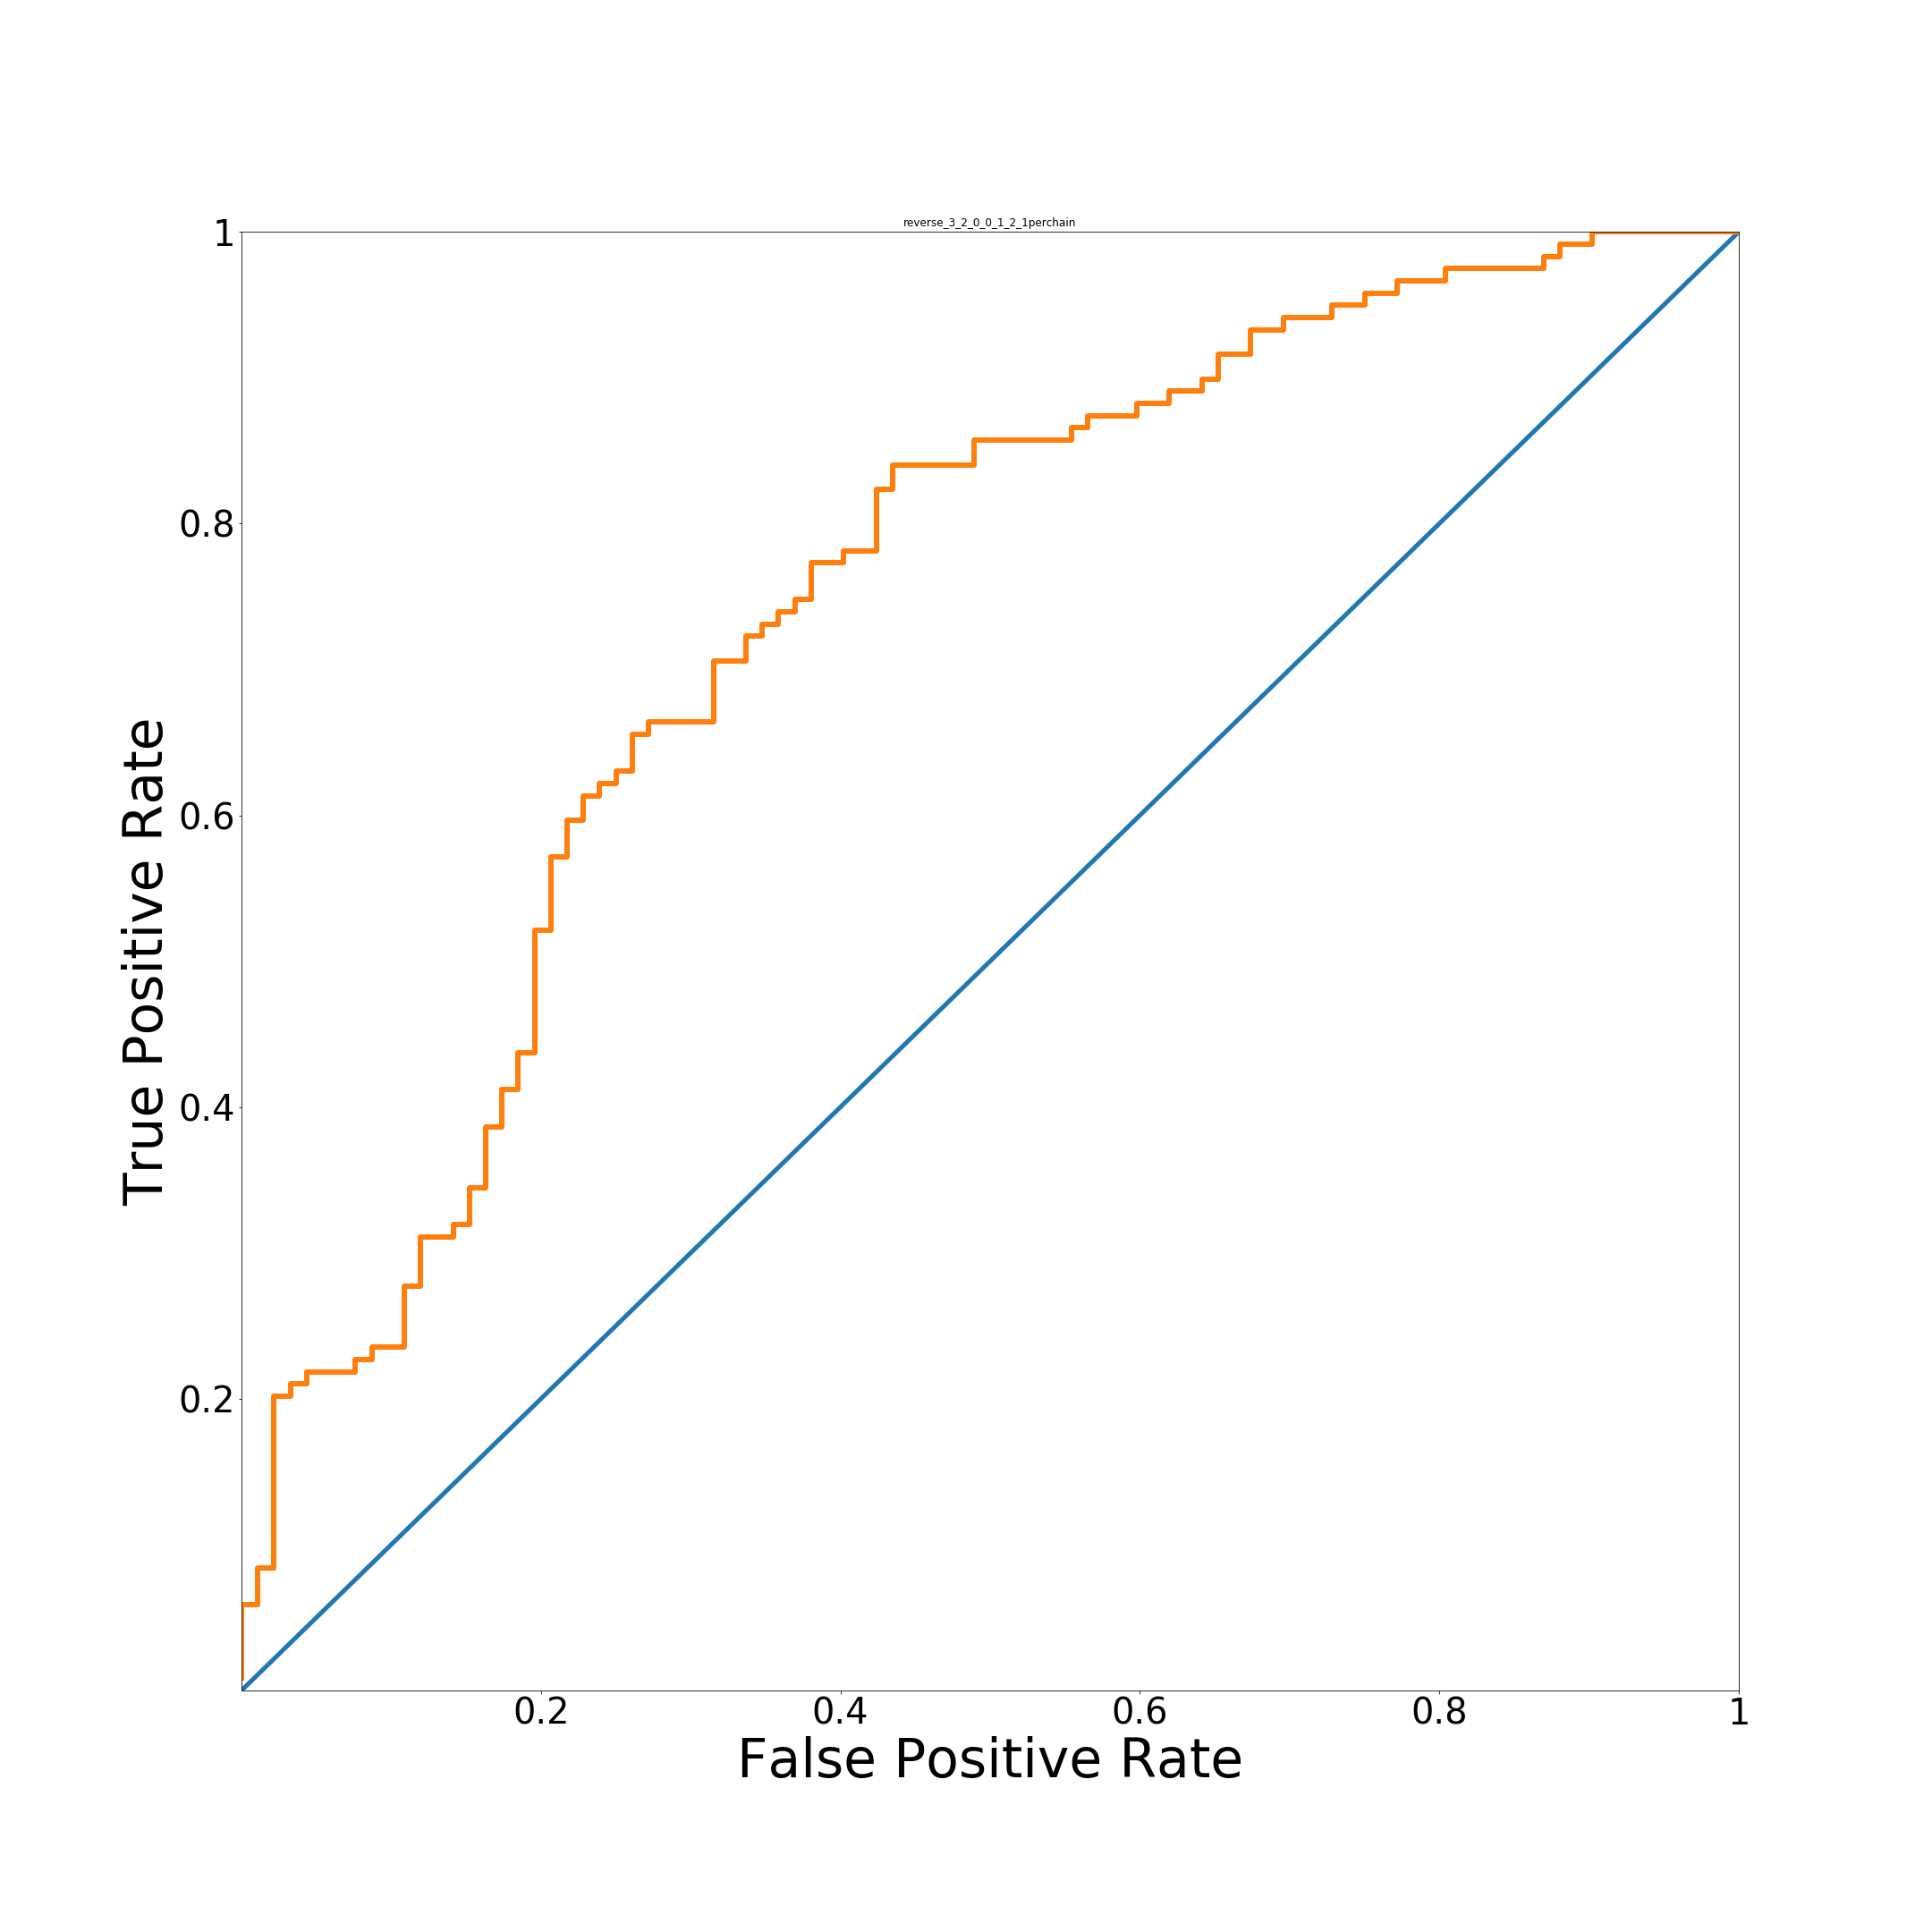 reverse_3_2_0_0_1_2_1perchain
1
0.8
0.6
0.4
0.2
True Positive Rate
0.2 0.4 0.6 0.8 1
False Positive Rate